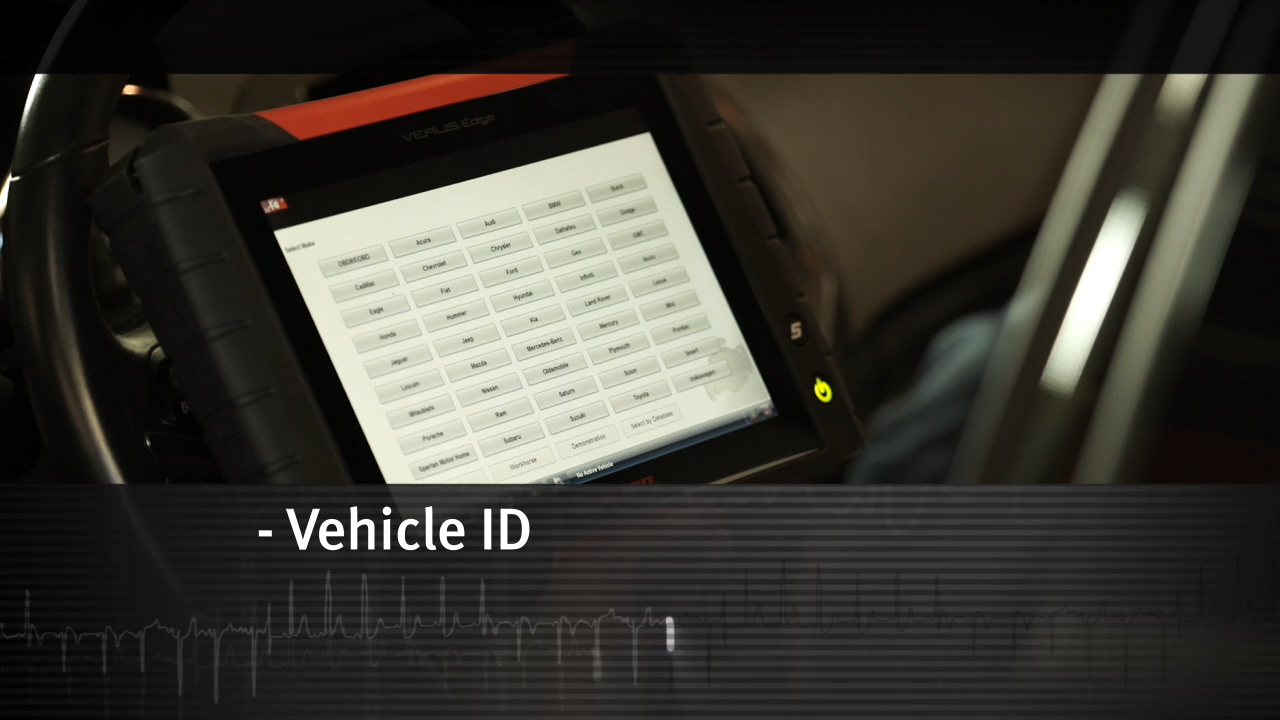 VERUS Edge
Select Make
OBDII/EOBD Acura Audi BMW Buick
Cadillac Chevrolet Chrysler Daihatsu Dodge
Eagle Fiat Ford Geo GMC
Honda Hummer Hyundai Infiniti Isuzu
Jaguar Jeep Kia Land Rover Lexus
Lincoln Mazda Mercedes-Benz Mercury Mini
Mitsubishi Nissan Oldsmobile Plymouth Pontiac
Porsche Ram Saturn Scion Smart
Spartan Motor Home Subaru Suzuki Toyota Volkswagen
Workhorse Demonstration Select by Database
No Active Vehicle
S
- Vehicle ID